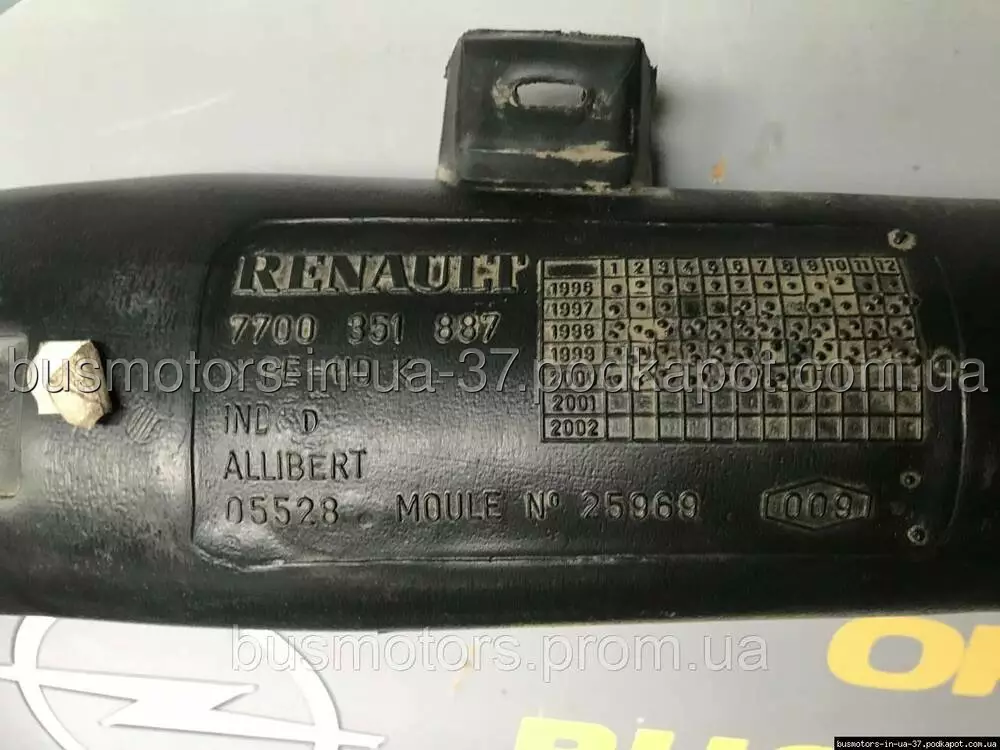 RENAULT
7700 351 887
IND D
ALLIBERT
05528 MOULE Nº 25969
009
1 2 3 4 5 6 7 8 9 10 11 12
1996
1997
1998
1999
2000
2001
2002
busmotors-in-ua-37.podkapot.com.ua
busmotors.prom.ua
busmotors-in-ua-37.podkapot.com.ua